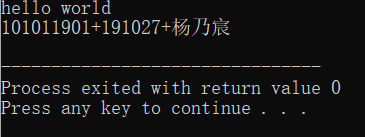 hello world
101011901+191027+杨乃宸
--------------------------------
Process exited with return value 0
Press any key to continue . . .